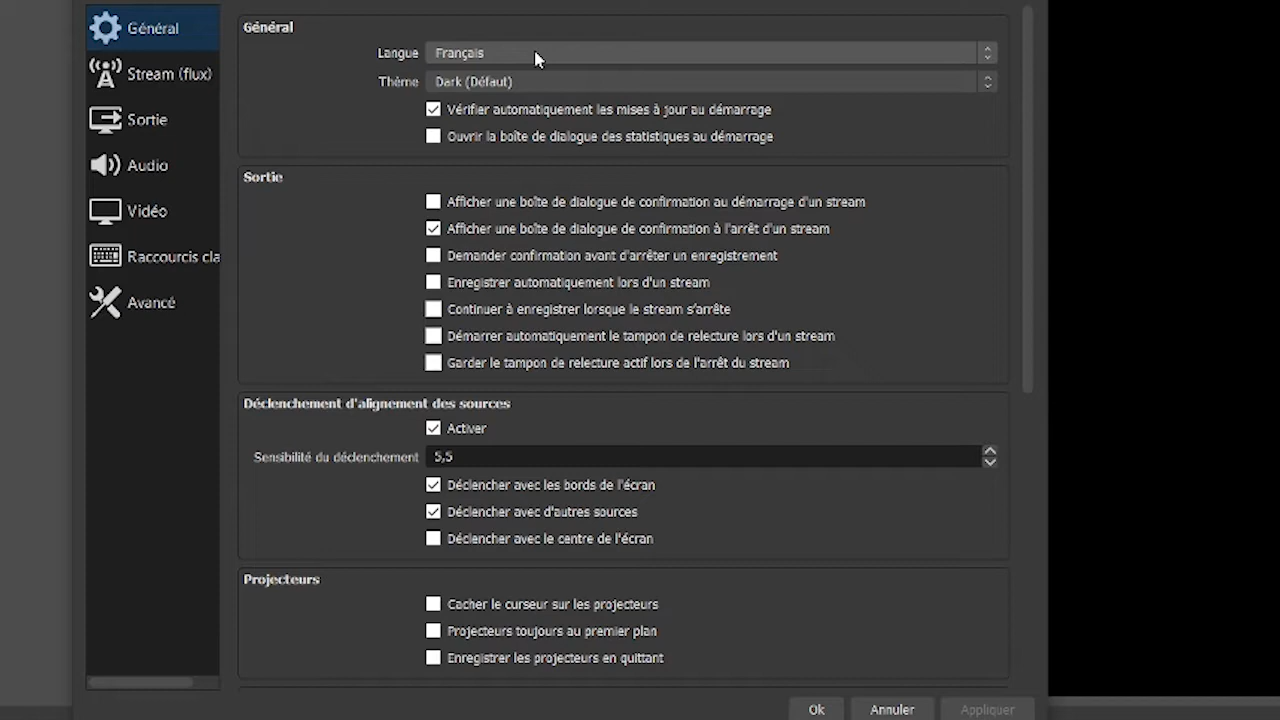 Général
Stream (flux)
Sortie
Audio
Vidéo
Raccourcis cla
Avancé
Général
Langue Français
Thème Dark (Défaut)
Vérifier automatiquement les mises à jour au démarrage
Ouvrir la boîte de dialogue des statistiques au démarrage
Sortie
Afficher une boîte de dialogue de confirmation au démarrage d'un stream
Afficher une boîte de dialogue de confirmation à l'arrêt d'un stream
Demander confirmation avant d'arrêter un enregistrement
Enregistrer automatiquement lors d'un stream
Continuer à enregistrer lorsque le stream s'arrête
Démarrer automatiquement le tampon de relecture lors d'un stream
Garder le tampon de relecture actif lors de l'arrêt du stream
Déclenchement d'alignement des sources
Activer
Sensibilité du déclenchement 5,5
Déclencher avec les bords de l'écran
Déclencher avec d'autres sources
Déclencher avec le centre de l'écran
Projecteurs
Cacher le curseur sur les projecteurs
Projecteurs toujours au premier plan
Enregistrer les projecteurs en quittant
Ok Annuler Appliquer